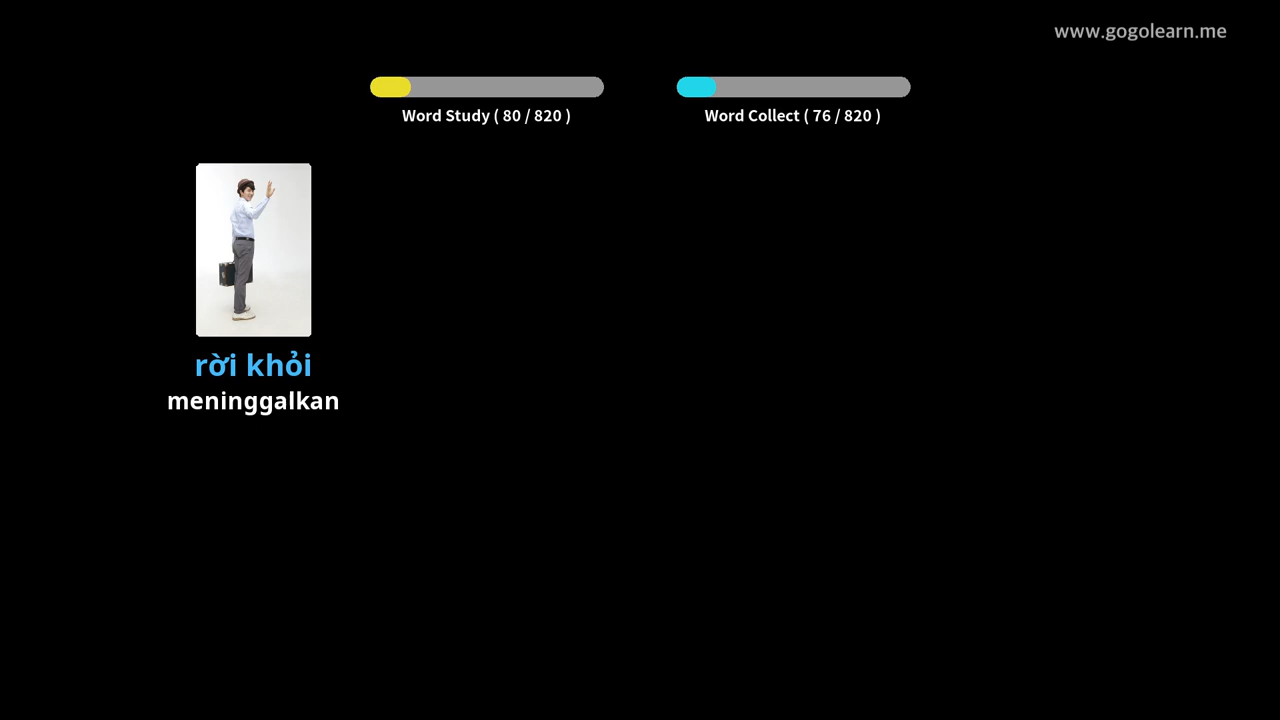 www.gogolearn.me
Word Study ( 80 / 820 )
Word Collect ( 76 / 820 )
rời khỏi
meninggalkan